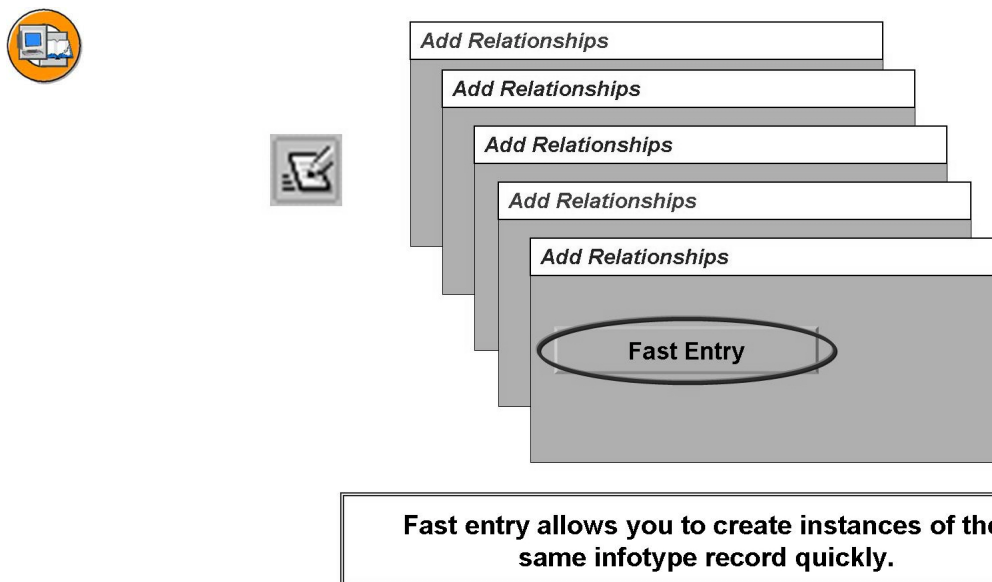 Add Relationships
Add Relationships
Add Relationships
Add Relationships
Add Relationships
Fast Entry
Fast entry allows you to create instances of the
same infotype record quickly.